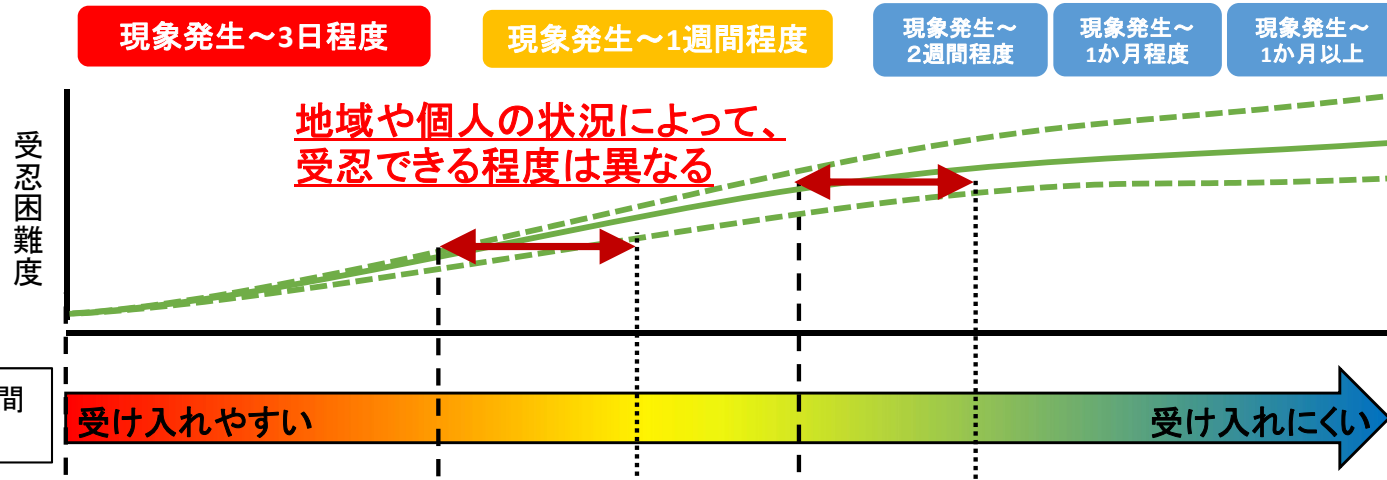 現象発生～3日程度
現象発生～1週間程度
現象発生～
2週間程度
現象発生～
1か月程度
現象発生～
1か月以上
地域や個人の状況によって、
受忍できる程度は異なる
受忍困難度
間
受け入れやすい
受け入れにくい